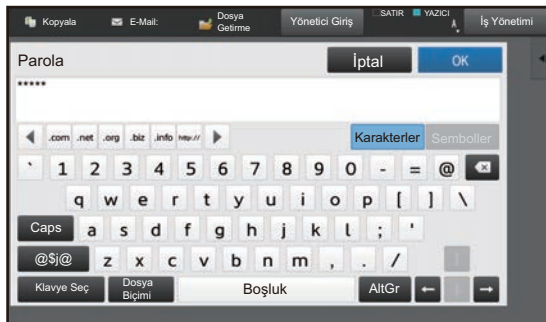 Kopyala E-Mail: Dosya Getirme Yönetici Giriş SATIR YAZICI İş Yönetimi
Parola İptal OK
*****
.com .net .org .biz .info http:// Karakterler Semboller
` 1 2 3 4 5 6 7 8 9 0 - = @
q w e r t y u i o p [ ] \
Caps a s d f g h j k l ; '
@$j@ z x c v b n m , . /
Klavye Seç Dosya Biçimi Boşluk AltGr